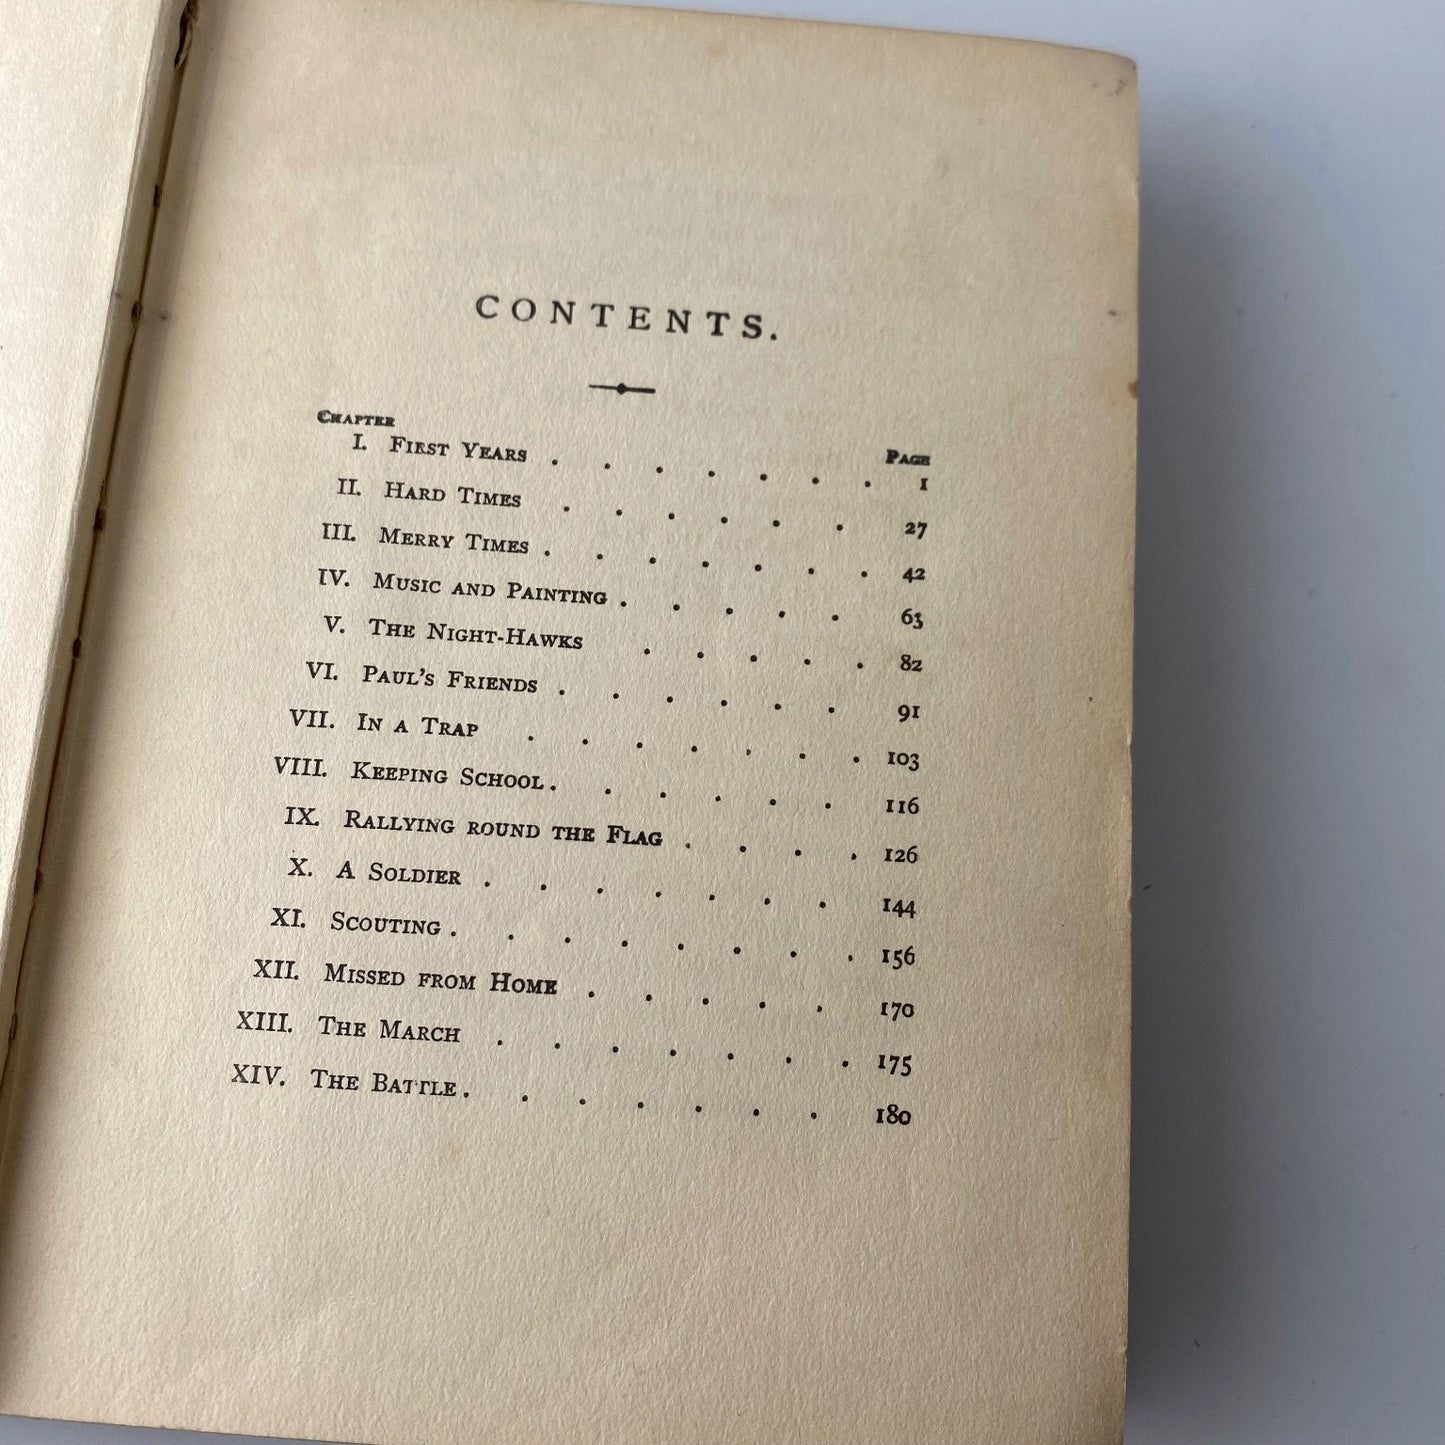 CONTENTS.
CHAPTER PAGE
I. FIRST YEARS . . . . . . . 1
II. HARD TIMES . . . . . . 27
III. MERRY TIMES . . . . . . . 42
IV. MUSIC AND PAINTING . . . . . 63
V. THE NIGHT-HAWKS . . . . . 82
VI. PAUL'S FRIENDS . . . . . . 91
VII. IN A TRAP . . . . . . . 103
VIII. KEEPING SCHOOL . . . . . . 116
IX. RALLYING ROUND THE FLAG . . . . 126
X. A SOLDIER . . . . . . . 144
XI. SCOUTING . . . . . . . . 156
XII. MISSED FROM HOME . . . . . 170
XIII. THE MARCH . . . . . . . 175
XIV. THE BATTLE . . . . . . . 180